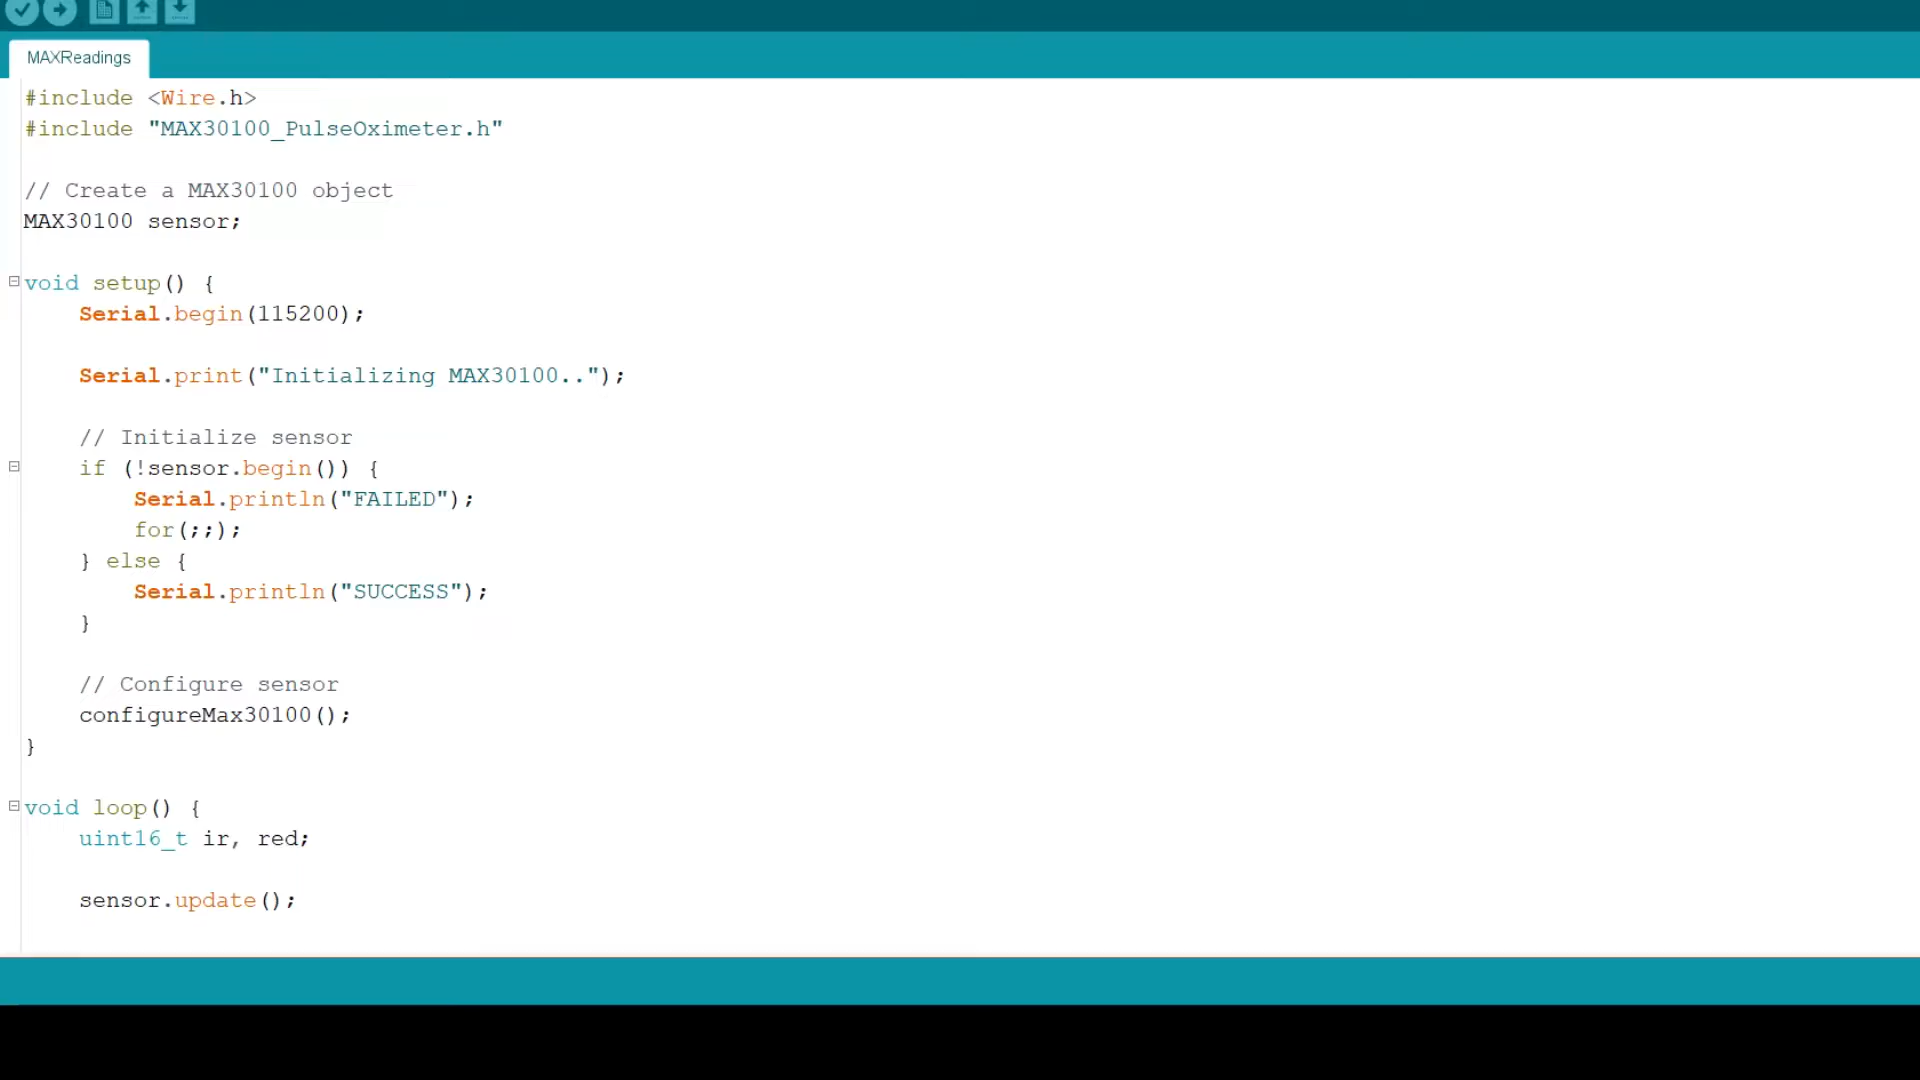 MAXReadings
#include <Wire.h>
#include "MAX30100_PulseOximeter.h"
// Create a MAX30100 object
MAX30100 sensor;
void setup() {
Serial.begin(115200);
Serial.print("Initializing MAX30100..");
// Initialize sensor
if (!sensor.begin()) {
Serial.println("FAILED");
for(;;);
} else {
Serial.println("SUCCESS");
}
// Configure sensor
configureMax30100();
}
void loop() {
uint16_t ir, red;
sensor.update();